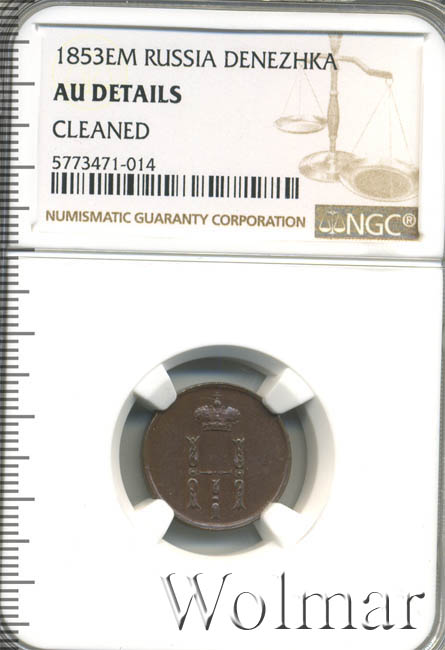 1853EM RUSSIA DENEZHKA
AU DETAILS
CLEANED
5773471-014
NUMISMATIC GUARANTY CORPORATION
NGC®
Н
I
Wolmar